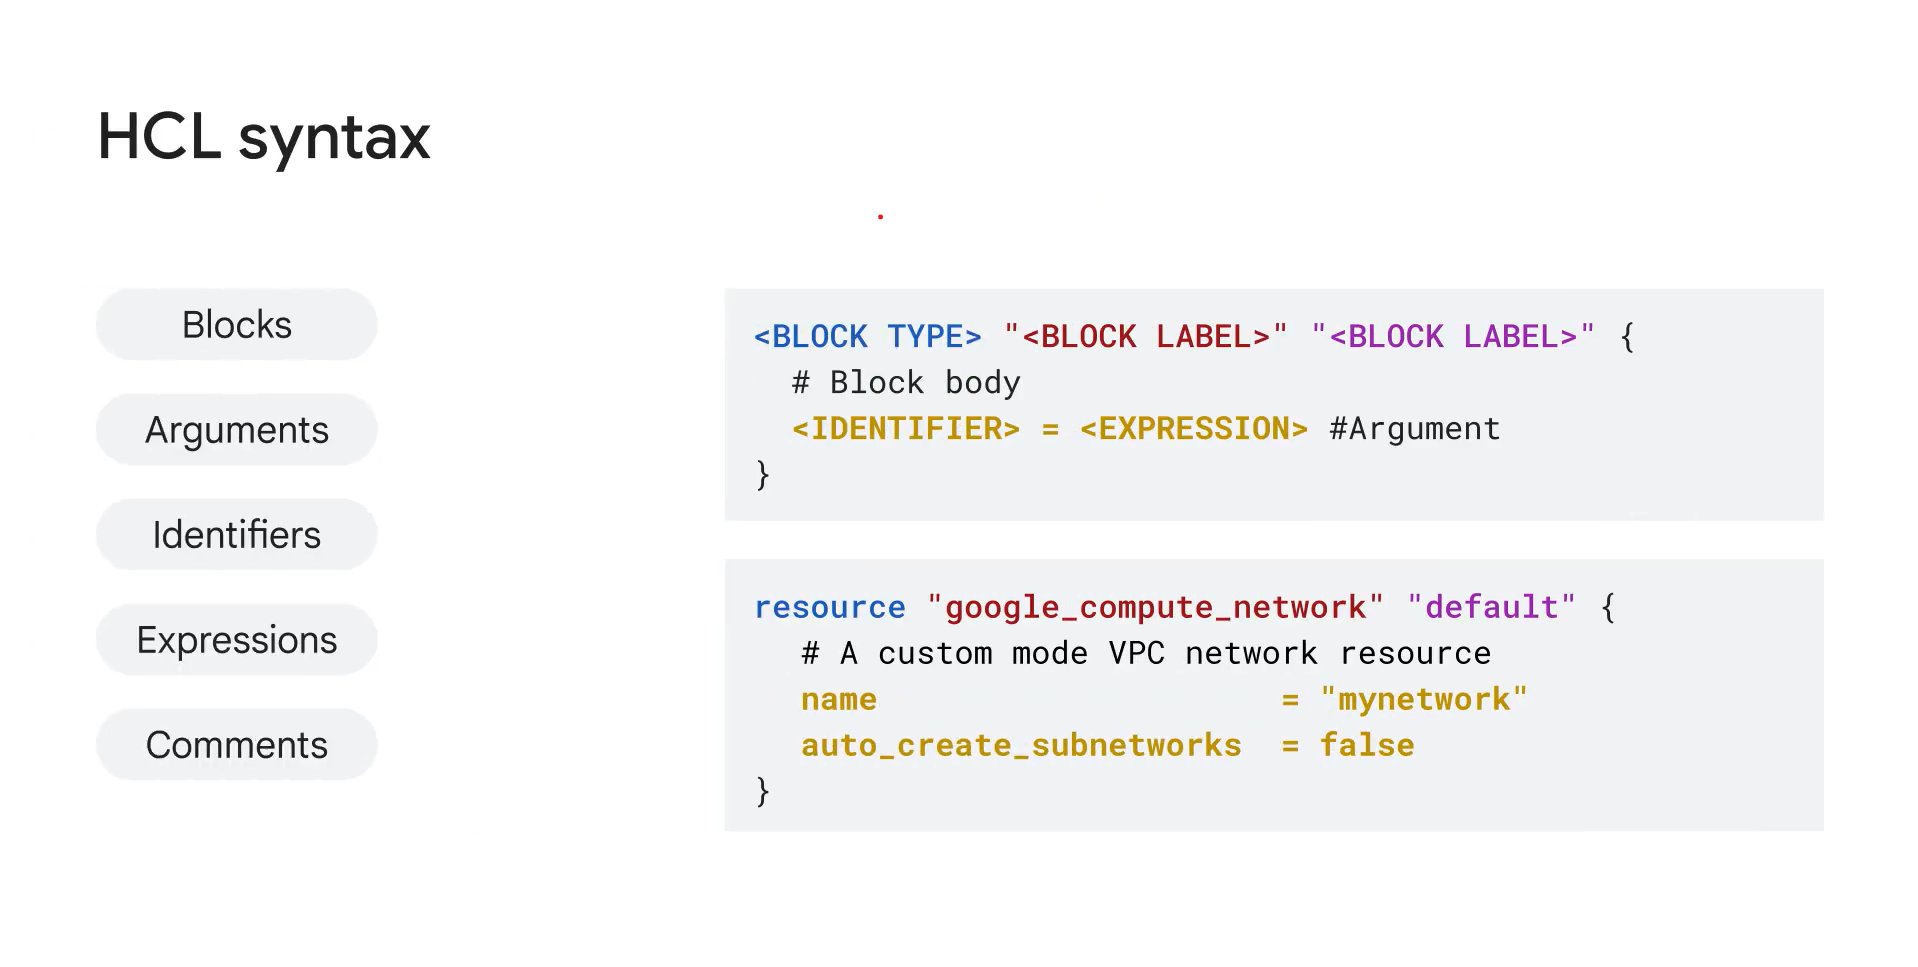 HCL syntax
Blocks
Arguments
Identifiers
Expressions
Comments
<BLOCK TYPE> "<BLOCK LABEL>" "<BLOCK LABEL>" {
# Block body
<IDENTIFIER> = <EXPRESSION> #Argument
}
resource "google_compute_network" "default" {
# A custom mode VPC network resource
name = "mynetwork"
auto_create_subnetworks = false
}